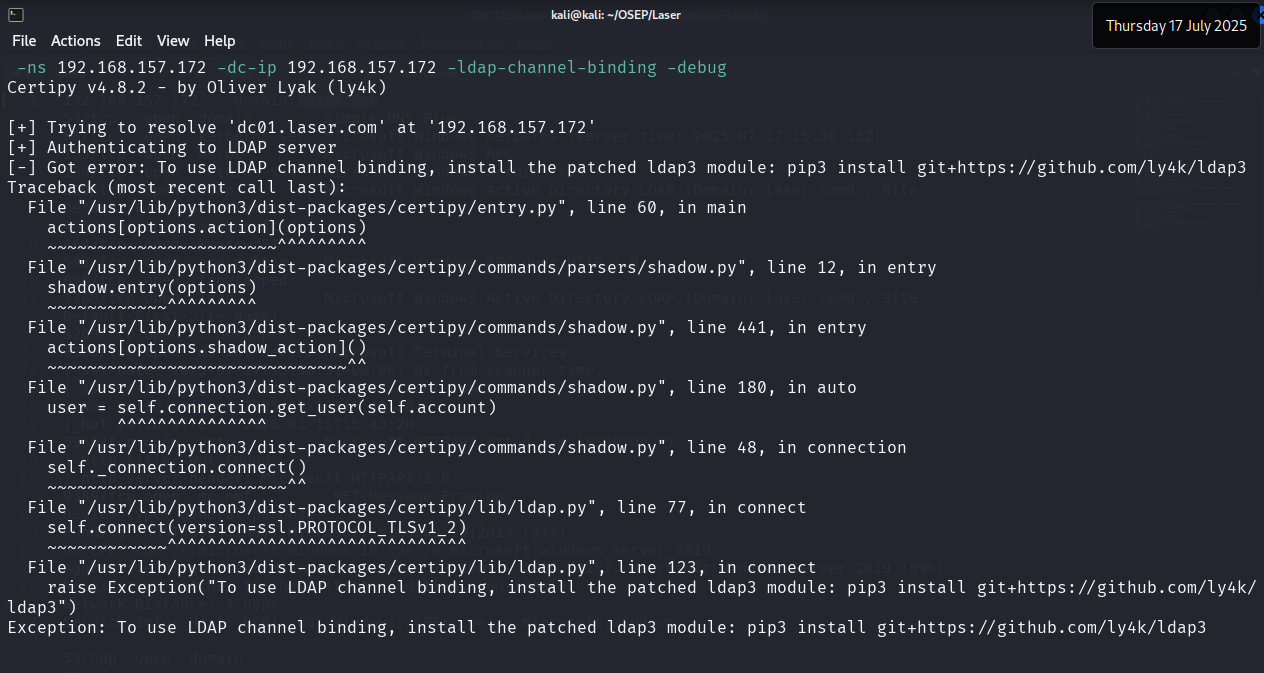 kali@kali: ~/OSEP/Laser
Thursday 17 July 2025
File Actions Edit View Help
-ns 192.168.157.172 -dc-ip 192.168.157.172 -ldap-channel-binding -debug
Certipy v4.8.2 - by Oliver Lyak (ly4k)
[+] Trying to resolve 'dc01.laser.com' at '192.168.157.172'
[+] Authenticating to LDAP server
[-] Got error: To use LDAP channel binding, install the patched ldap3 module: pip3 install git+https://github.com/ly4k/ldap3
Traceback (most recent call last):
File "/usr/lib/python3/dist-packages/certipy/entry.py", line 60, in main
actions[options.action](options)
~~~~~~~~~~~~~~~~~~~~~~~^^^^^^^^^
File "/usr/lib/python3/dist-packages/certipy/commands/parsers/shadow.py", line 12, in entry
shadow.entry(options)
~~~~~~~~~~~~^^^^^^^^^
File "/usr/lib/python3/dist-packages/certipy/commands/shadow.py", line 441, in entry
actions[options.shadow_action]()
~~~~~~~~~~~~~~~~~~~~~~~~~~~~~~^^
File "/usr/lib/python3/dist-packages/certipy/commands/shadow.py", line 180, in auto
user = self.connection.get_user(self.account)
^^^^^^^^^^^^^^^
File "/usr/lib/python3/dist-packages/certipy/commands/shadow.py", line 48, in connection
self._connection.connect()
~~~~~~~~~~~~~~~~~~~~~~~~^^
File "/usr/lib/python3/dist-packages/certipy/lib/ldap.py", line 77, in connect
self.connect(version=ssl.PROTOCOL_TLSv1_2)
~~~~~~~~~~~~^^^^^^^^^^^^^^^^^^^^^^^^^^^^^^
File "/usr/lib/python3/dist-packages/certipy/lib/ldap.py", line 123, in connect
raise Exception("To use LDAP channel binding, install the patched ldap3 module: pip3 install git+https://github.com/ly4k/
ldap3")
Exception: To use LDAP channel binding, install the patched ldap3 module: pip3 install git+https://github.com/ly4k/ldap3
53/udp open domain